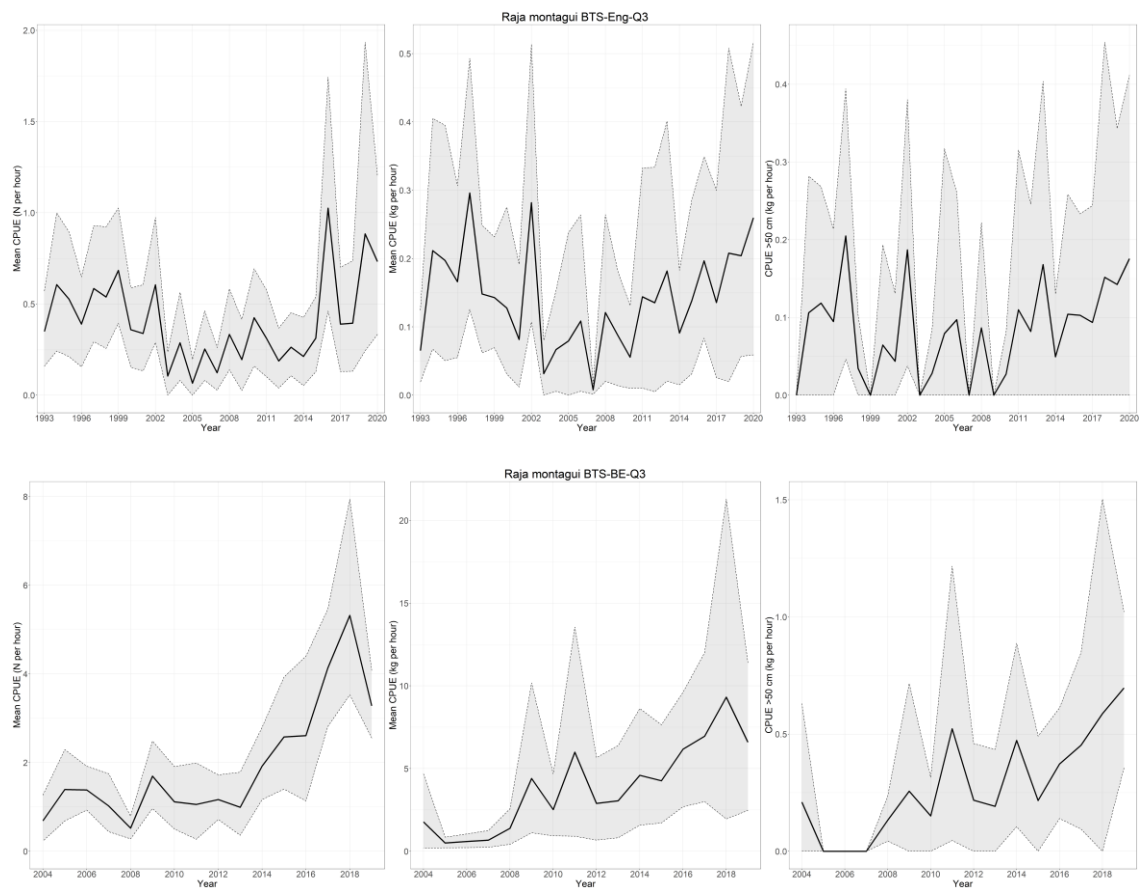 Raja montagui BTS-Eng-Q3
Mean CPUE (N per hour)
2.0
1.5
1.0
0.5
0.0
1993 1996 1999 2002 2005 2008 2011 2014 2017 2020
Year
Mean CPUE (kg per hour)
0.5
0.4
0.3
0.2
0.1
0.0
1993 1996 1999 2002 2005 2008 2011 2014 2017 2020
Year
CPUE >50 cm (kg per hour)
0.4
0.3
0.2
0.1
0.0
1993 1996 1999 2002 2005 2008 2011 2014 2017 2020
Year
Raja montagui BTS-BE-Q3
Mean CPUE (N per hour)
8
6
4
2
0
2004 2006 2008 2010 2012 2014 2016 2018
Year
Mean CPUE (kg per hour)
20
15
10
5
0
2004 2006 2008 2010 2012 2014 2016 2018
Year
CPUE >50 cm (kg per hour)
1.5
1.0
0.5
0.0
2004 2006 2008 2010 2012 2014 2016 2018
Year